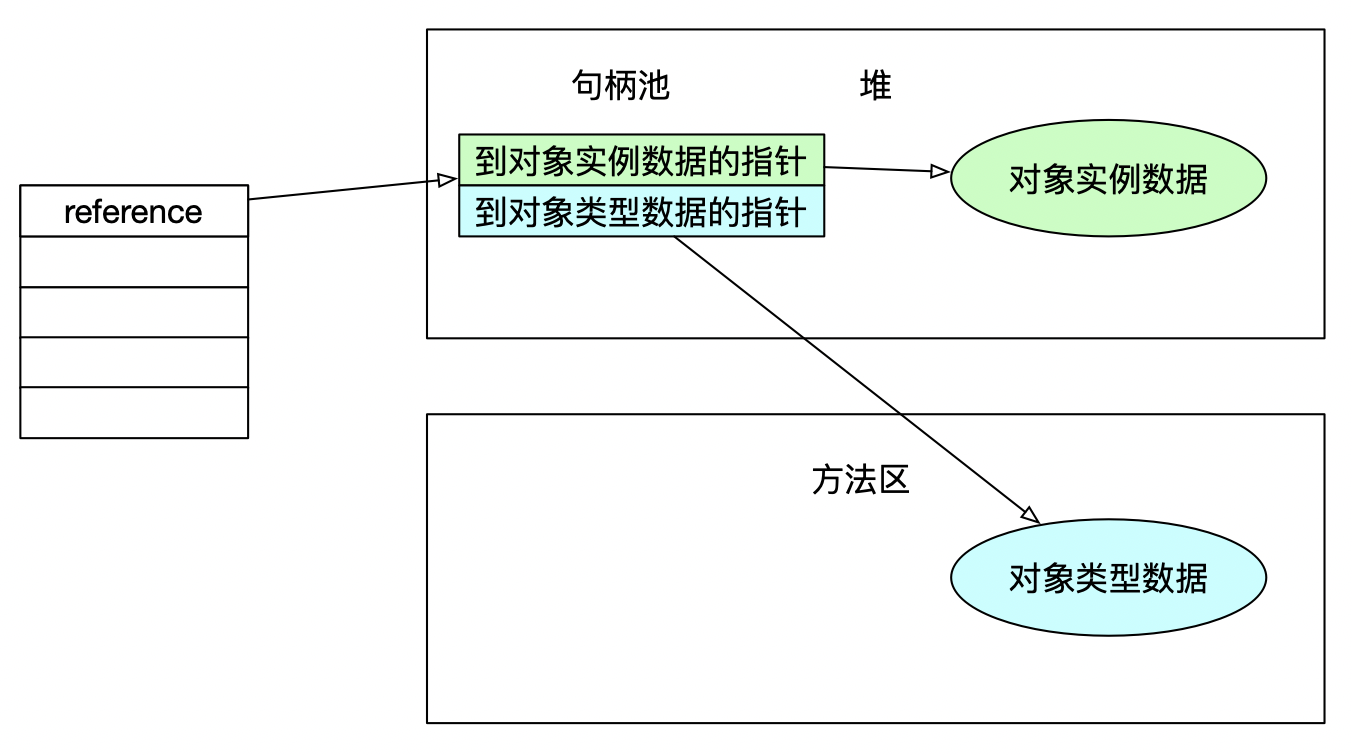 句柄池
堆
reference
到对象实例数据的指针
到对象类型数据的指针
对象实例数据
方法区
对象类型数据